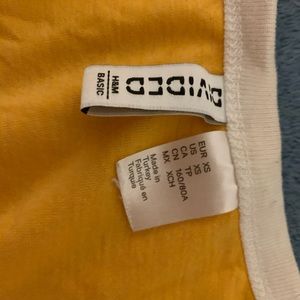 DIVIDED
H&M
BASIC
EUR XS
US XS
CA TP
CN 160/80A
MX XCH
Made in
Turkey
Fabriqué en
Turquie